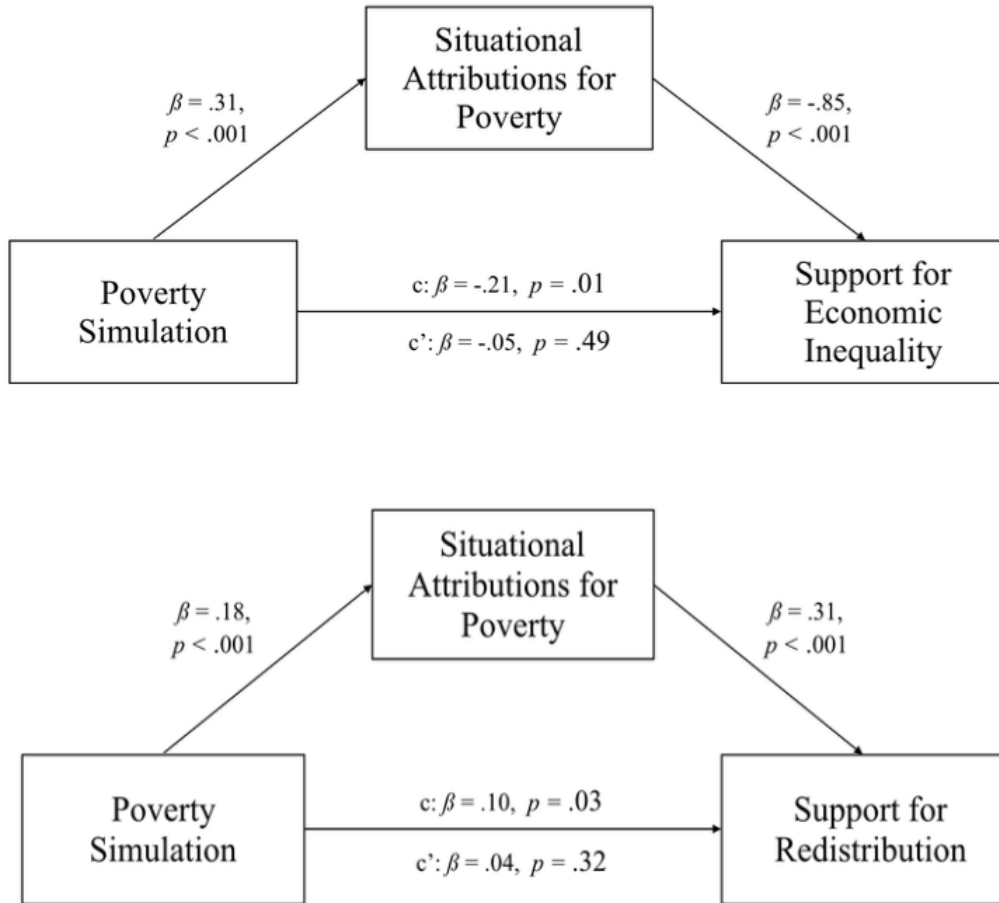 Situational
Attributions for
Poverty
β = .31,
p < .001
β = -.85,
p < .001
Poverty
Simulation
c: β = -.21, p = .01
c’: β = -.05, p = .49
Support for
Economic
Inequality
Situational
Attributions for
Poverty
β = .18,
p < .001
β = .31,
p < .001
Poverty
Simulation
c: β = .10, p = .03
c’: β = .04, p = .32
Support for
Redistribution